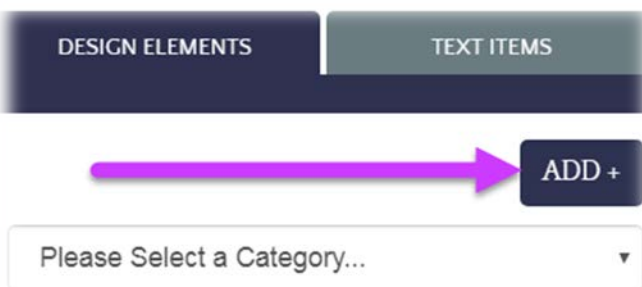 DESIGN ELEMENTS
TEXT ITEMS
ADD +
Please Select a Category...